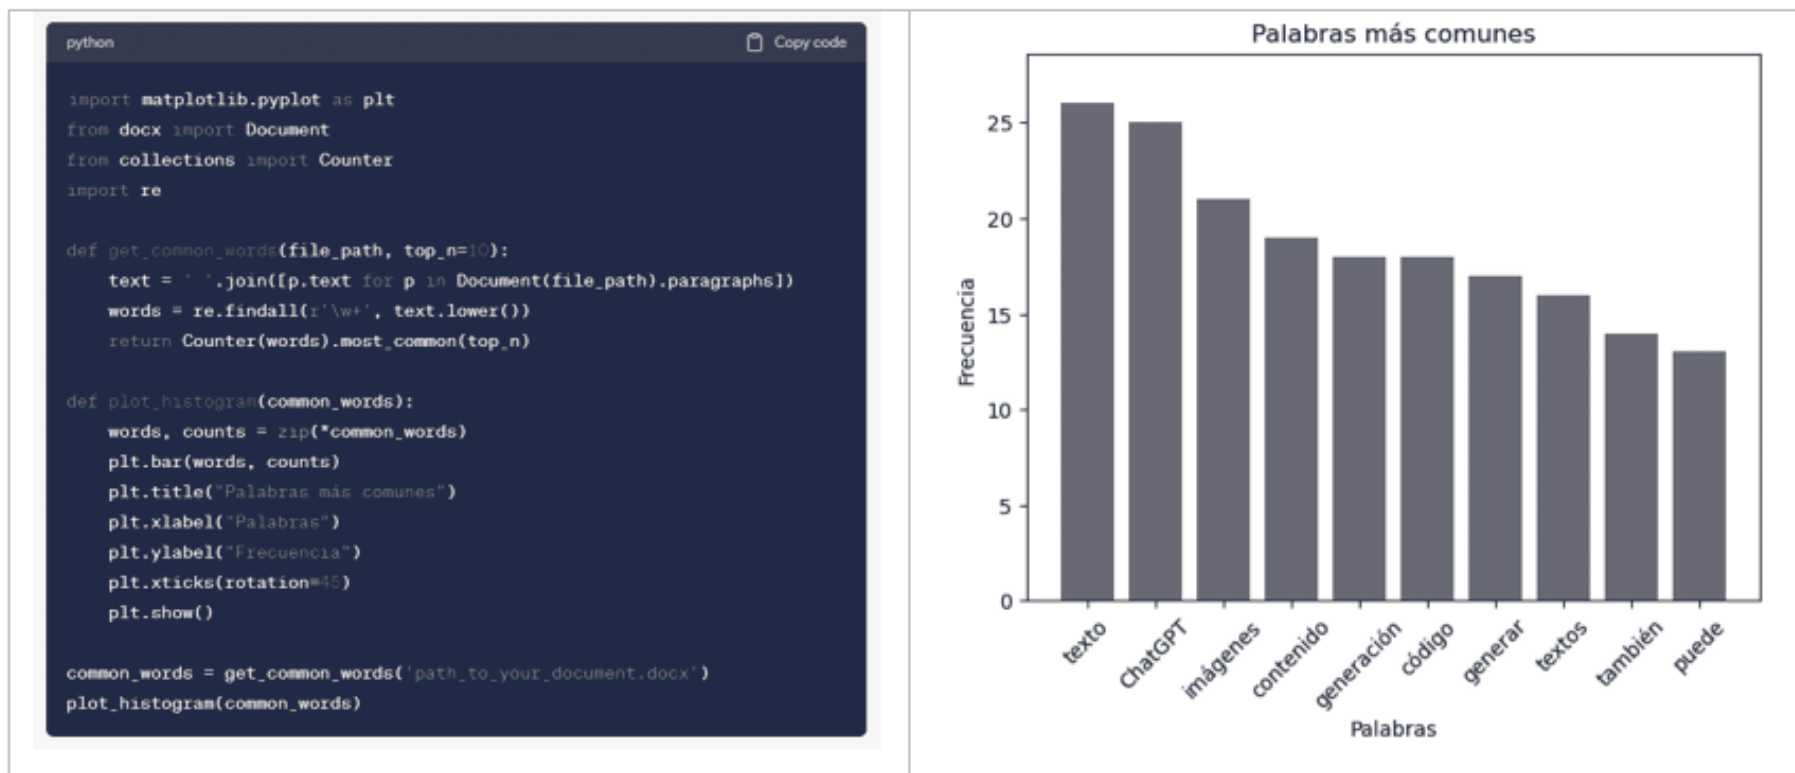 python
Copy code
import matplotlib.pyplot as plt
from docx import Document
from collections import Counter
import re
def get_common_words(file_path, top_n=10):
text = ' '.join([p.text for p in Document(file_path).paragraphs])
words = re.findall(r'\w+', text.lower())
return Counter(words).most_common(top_n)
def plot_histogram(common_words):
words, counts = zip(*common_words)
plt.bar(words, counts)
plt.title("Palabras más comunes")
plt.xlabel("Palabras")
plt.ylabel("Frecuencia")
plt.xticks(rotation=45)
plt.show()
common_words = get_common_words('path_to_your_document.docx')
plot_histogram(common_words)
Palabras más comunes
Frecuencia
25
20
15
10
5
0
texto
ChatGPT
imágenes
contenido
generación
código
generar
textos
también
puede
Palabras